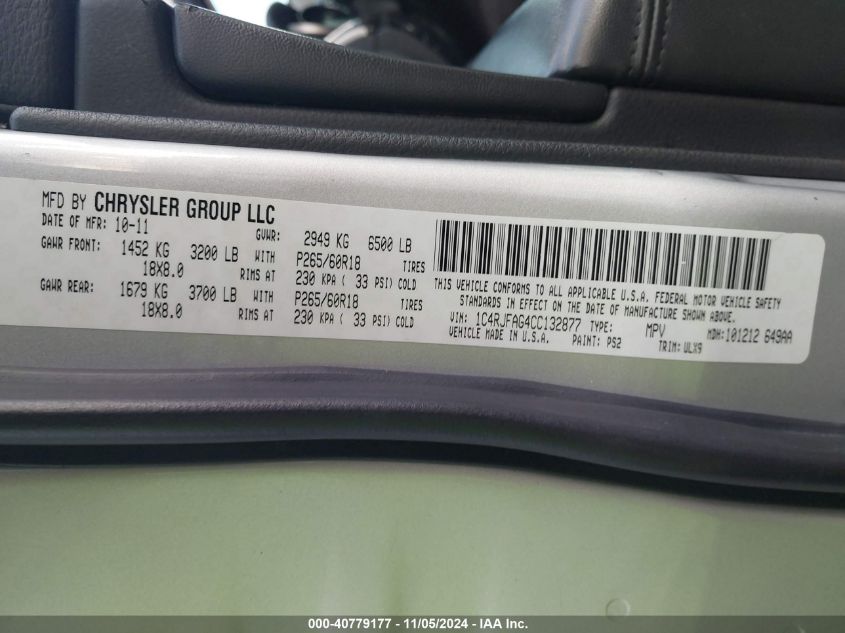 MFD BY CHRYSLER GROUP LLC
DATE OF MFR: 10-11 GVWR: 2949 KG 6500 LB
GAWR FRONT: 1452 KG 3200 LB WITH P265/60R18 TIRES
18X8.0 RIMS AT 230 KPA ( 33 PSI) COLD
GAWR REAR: 1679 KG 3700 LB WITH P265/60R18 TIRES
18X8.0 RIMS AT 230 KPA ( 33 PSI) COLD
THIS VEHICLE CONFORMS TO ALL APPLICABLE U.S.A. FEDERAL MOTOR VEHICLE SAFETY
STANDARDS IN EFFECT ON THE DATE OF MANUFACTURE SHOWN ABOVE.
VIN: 1C4RJFAG4CC132877 TYPE: MPV MDH:101212 649AA
VEHICLE MADE IN U.S.A. PAINT: PS2 TRIM: ULX9
000-40779177 - 11/05/2024 - IAA Inc.